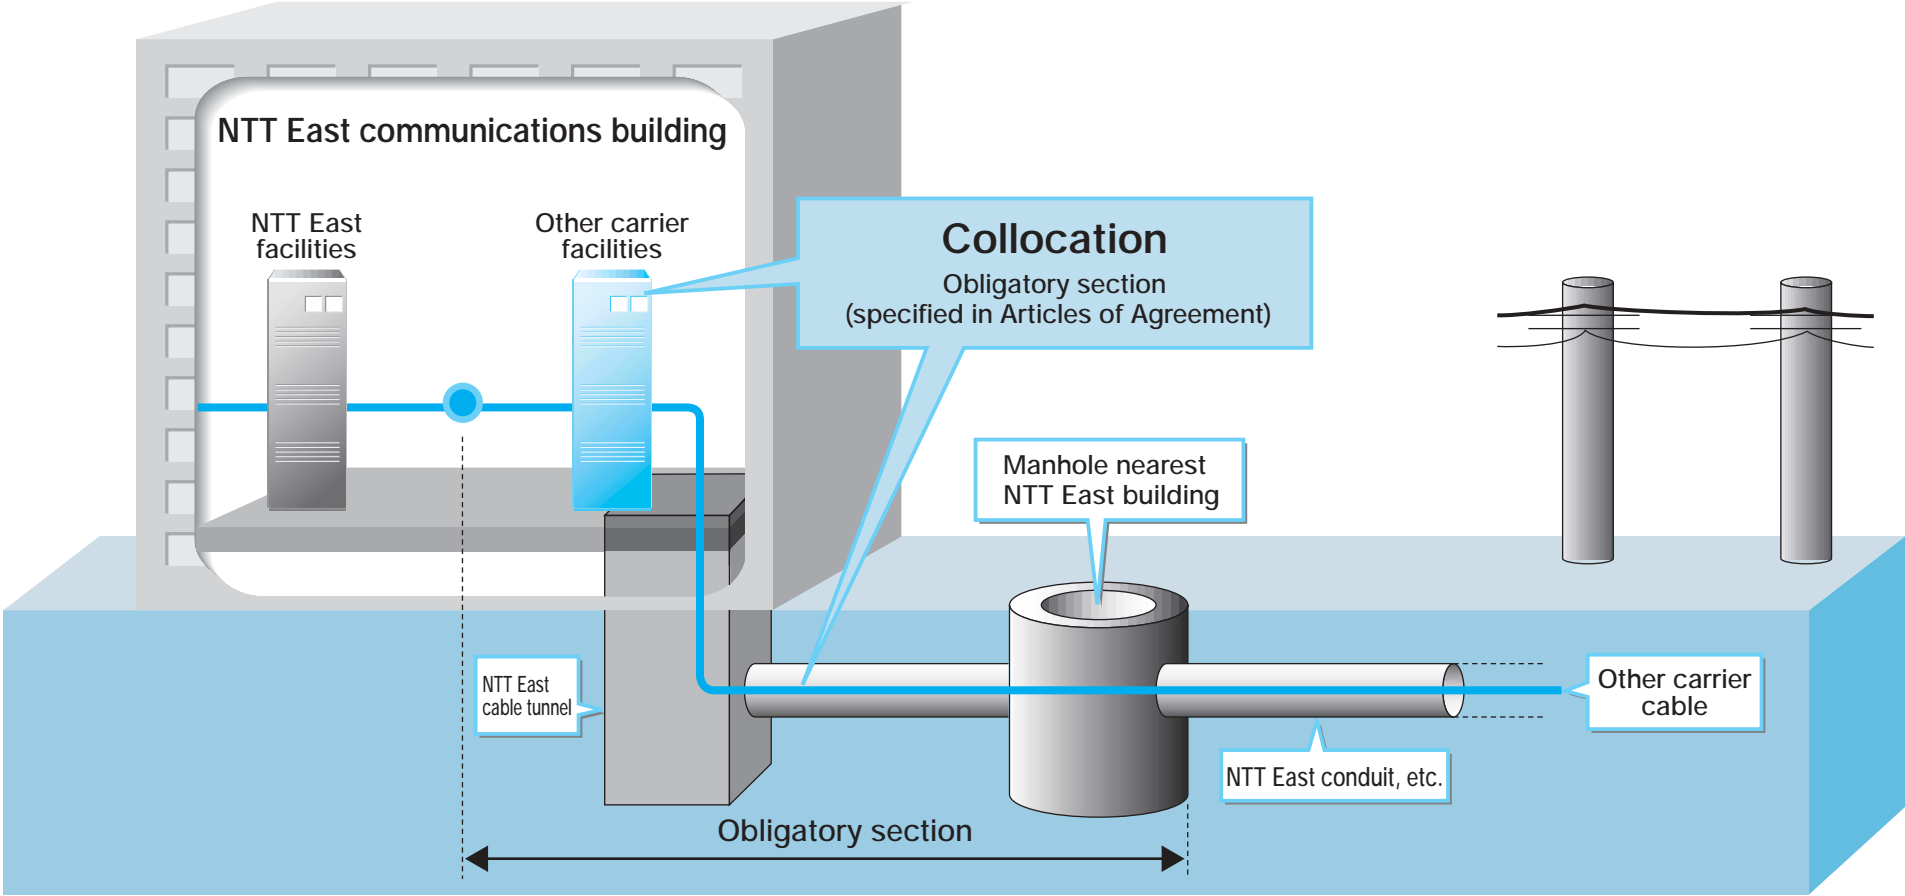 NTT East communications building
NTT East
facilities
Other carrier
facilities
Collocation
Obligatory section
(specified in Articles of Agreement)
Manhole nearest
NTT East building
NTT East
cable tunnel
Other carrier
cable
NTT East conduit, etc.
Obligatory section